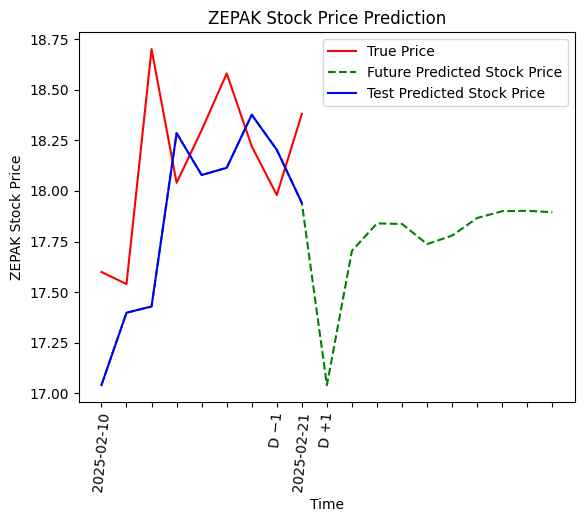 ZEPAK Stock Price Prediction
True Price
Future Predicted Stock Price
Test Predicted Stock Price
ZEPAK Stock Price
18.75
18.50
18.25
18.00
17.75
17.50
17.25
17.00
2025-02-10
D −1
2025-02-21
D +1
Time